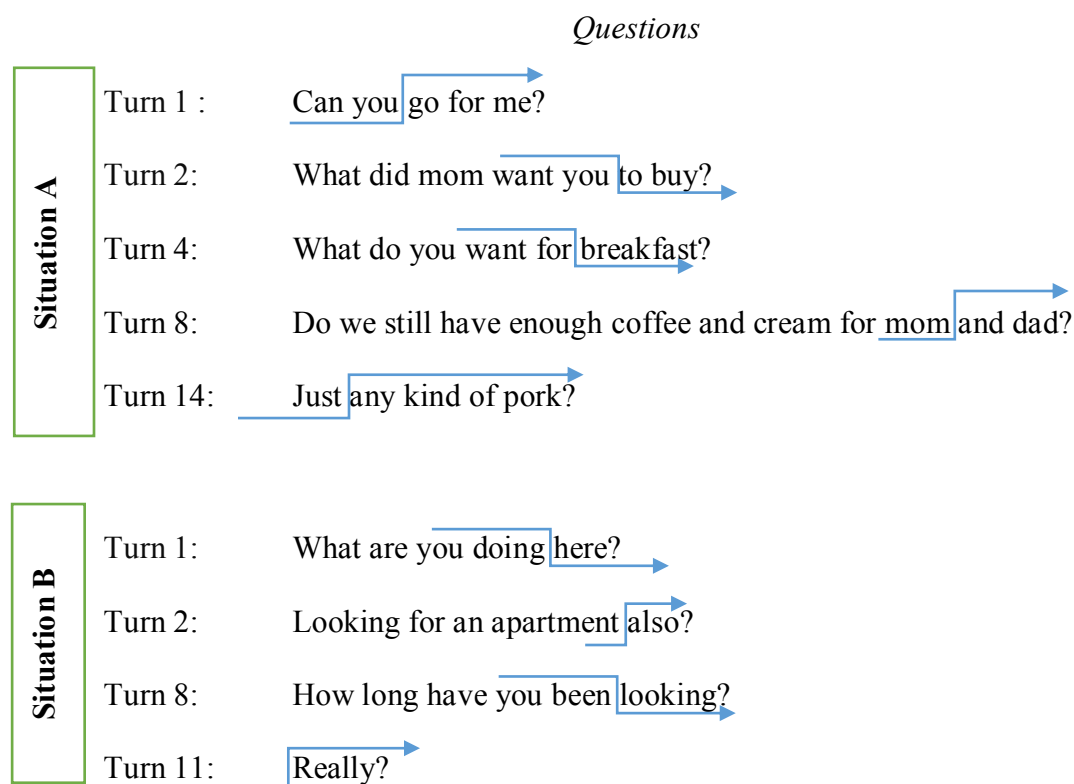 Questions
Situation A
Turn 1 : Can you go for me?
Turn 2: What did mom want you to buy?
Turn 4: What do you want for breakfast?
Turn 8: Do we still have enough coffee and cream for mom and dad?
Turn 14: Just any kind of pork?
Situation B
Turn 1: What are you doing here?
Turn 2: Looking for an apartment also?
Turn 8: How long have you been looking?
Turn 11: Really?